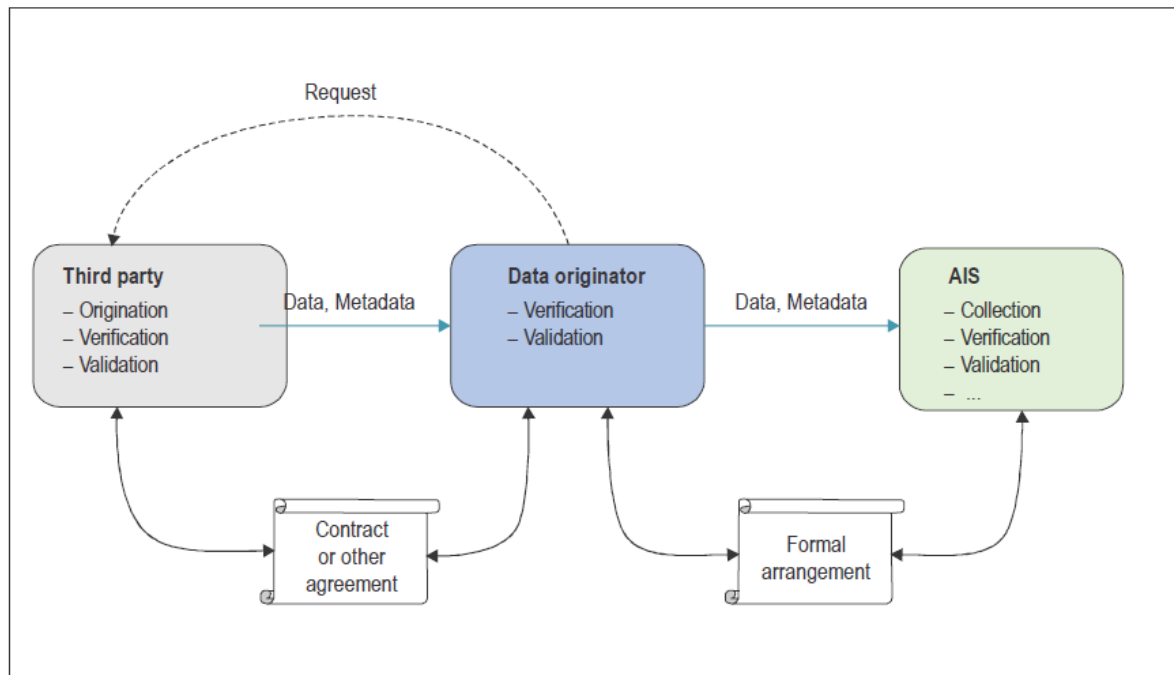 Request
Third party
– Origination
– Verification
– Validation
Data, Metadata
Data originator
– Verification
– Validation
Data, Metadata
AIS
– Collection
– Verification
– Validation
– ...
Contract
or other
agreement
Formal
arrangement